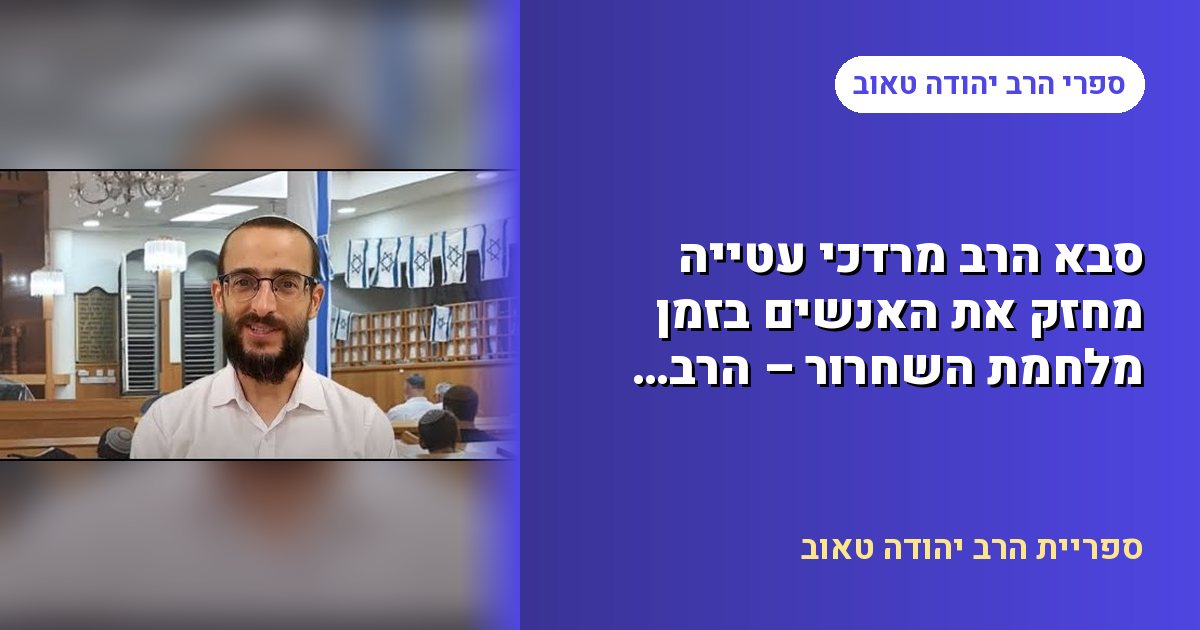 ספרי הרב יהודה טאוב
סבא הרב מרדכי עטייה
מחזק את האנשים בזמן
מלחמת השחרור – הרב...
ספריית הרב יהודה טאוב